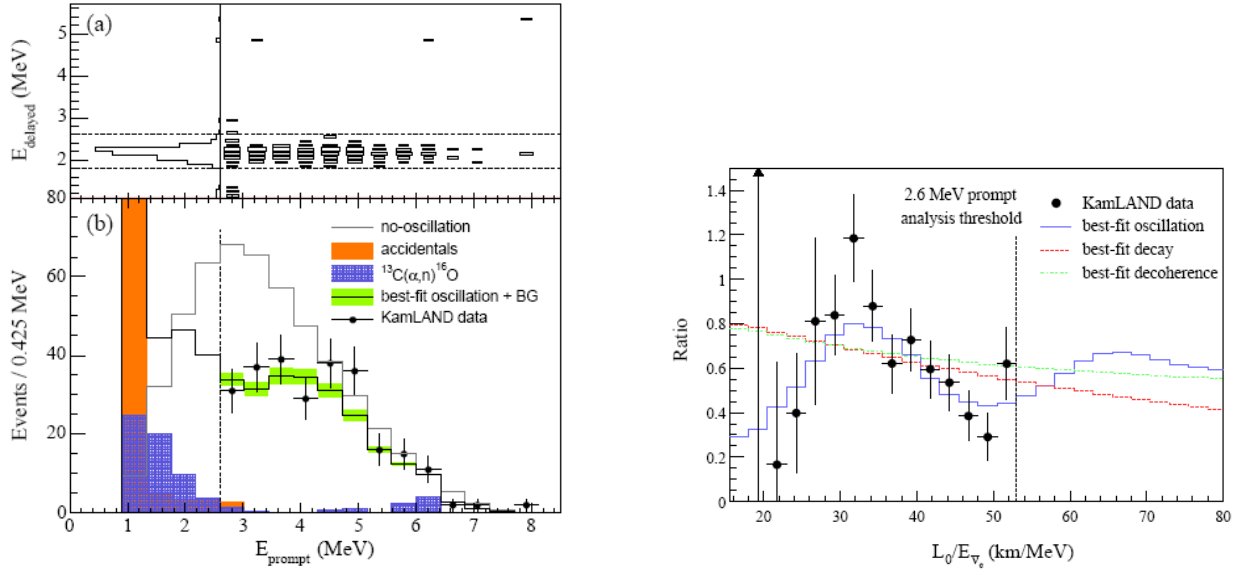 (a)
5
4
3
2
E_delayed (MeV)
80
60
40
20
0
Events / 0.425 MeV
(b)
no-oscillation
accidentals
¹³C(α,n)¹⁶O
best-fit oscillation + BG
KamLAND data
0 1 2 3 4 5 6 7 8
E_prompt (MeV)
1.4
1.2
1
0.8
0.6
0.4
0.2
0
Ratio
2.6 MeV prompt
analysis threshold
KamLAND data
best-fit oscillation
best-fit decay
best-fit decoherence
20 30 40 50 60 70 80
L₀/E_ν̄ₑ (km/MeV)